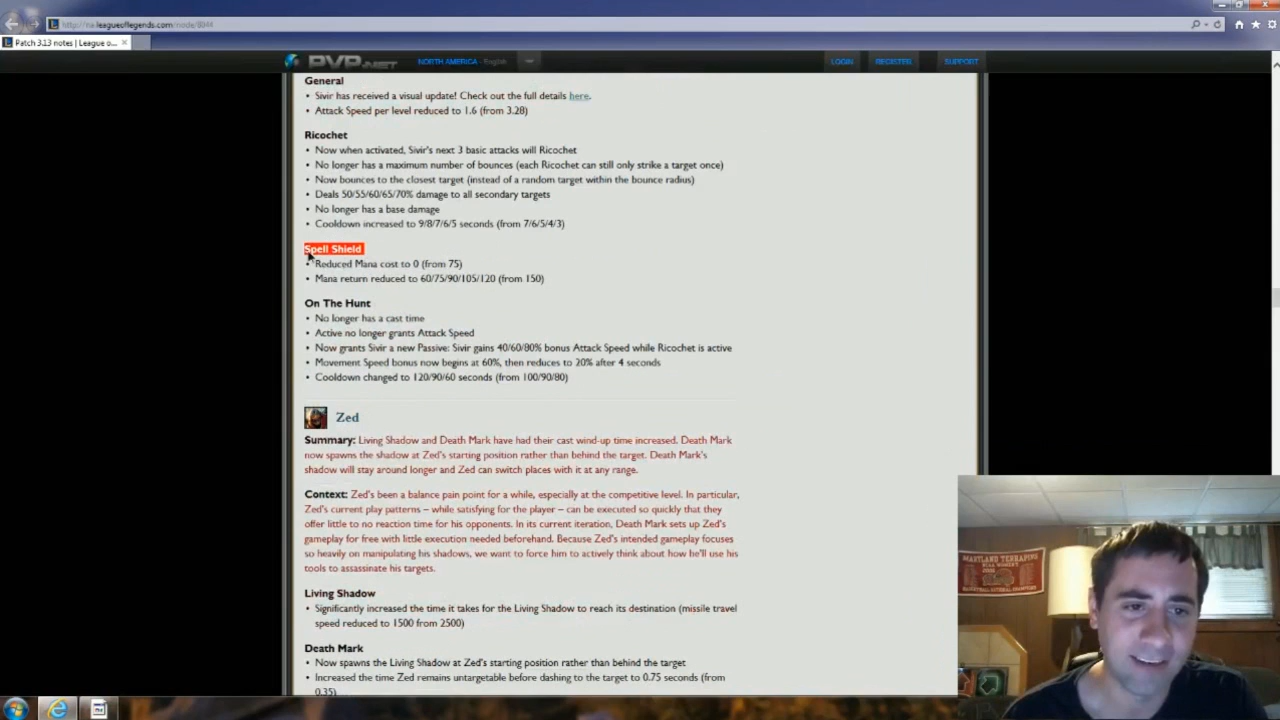 http://na.leagueoflegends.com/node/8044
Patch 3.13 notes | League o...
PVP.NET NORTH AMERICA - English LOGIN REGISTER SUPPORT
General
• Sivir has received a visual update! Check out the full details here.
• Attack Speed per level reduced to 1.6 (from 3.28)
Ricochet
• Now when activated, Sivir's next 3 basic attacks will Ricochet
• No longer has a maximum number of bounces (each Ricochet can still only strike a target once)
• Now bounces to the closest target (instead of a random target within the bounce radius)
• Deals 50/55/60/65/70% damage to all secondary targets
• No longer has a base damage
• Cooldown increased to 9/8/7/6/5 seconds (from 7/6/5/4/3)
Spell Shield
• Reduced Mana cost to 0 (from 75)
• Mana return reduced to 60/75/90/105/120 (from 150)
On The Hunt
• No longer has a cast time
• Active no longer grants Attack Speed
• Now grants Sivir a new Passive: Sivir gains 40/60/80% bonus Attack Speed while Ricochet is active
• Movement Speed bonus now begins at 60%, then reduces to 20% after 4 seconds
• Cooldown changed to 120/90/60 seconds (from 100/90/80)
Zed
Summary: Living Shadow and Death Mark have had their cast wind-up time increased. Death Mark
now spawns the shadow at Zed's starting position rather than behind the target. Death Mark's
shadow will stay around longer and Zed can switch places with it at any range.
Context: Zed's been a balance pain point for a while, especially at the competitive level. In particular,
Zed's current play patterns – while satisfying for the player – can be executed so quickly that they
offer little to no reaction time for his opponents. In its current iteration, Death Mark sets up Zed's
gameplay for free with little execution needed beforehand. Because Zed's intended gameplay focuses
so heavily on manipulating his shadows, we want to force him to actively think about how he'll use his
tools to assassinate his targets.
Living Shadow
• Significantly increased the time it takes for the Living Shadow to reach its destination (missile travel
speed reduced to 1500 from 2500)
Death Mark
• Now spawns the Living Shadow at Zed's starting position rather than behind the target
• Increased the time Zed remains untargetable before dashing to the target to 0.75 seconds (from
0.35)
MARYLAND TERRAPINS